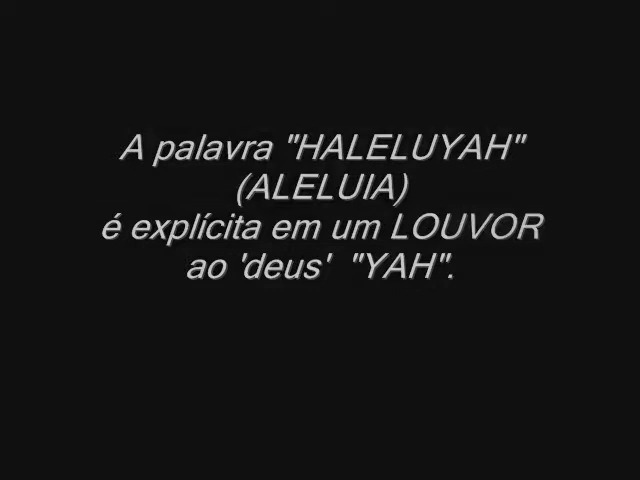 A palavra "HALELUYAH"
(ALELUIA)
é explícita em um LOUVOR
ao 'deus' "YAH".